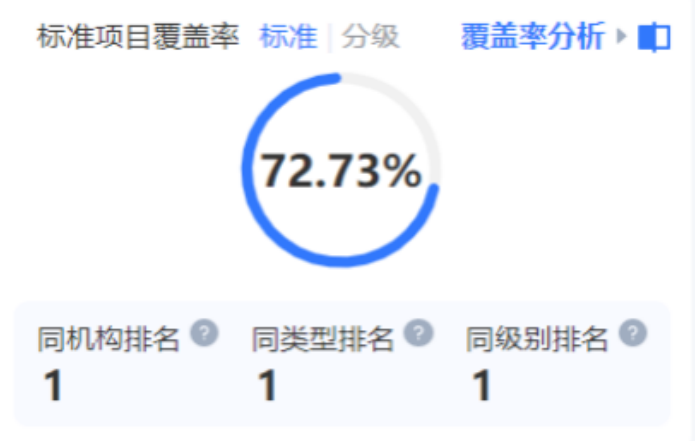 标准项目覆盖率 标准 | 分级 覆盖率分析
72.73%
同机构排名 ? 同类型排名 ? 同级别排名 ?
1 1 1